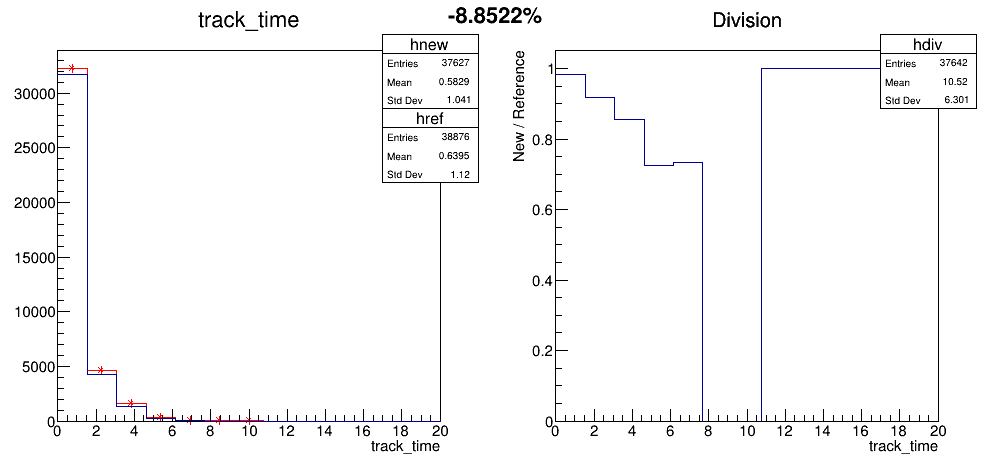 -8.8522%
track_time
hnew
Entries 37627
Mean 0.5829
Std Dev 1.041
href
Entries 38876
Mean 0.6395
Std Dev 1.12
30000
25000
20000
15000
10000
5000
0
0 2 4 6 8 10 12 14 16 18 20
track_time
Division
hdiv
Entries 37642
Mean 10.52
Std Dev 6.301
New / Reference
1
0.8
0.6
0.4
0.2
0
0 2 4 6 8 10 12 14 16 18 20
track_time